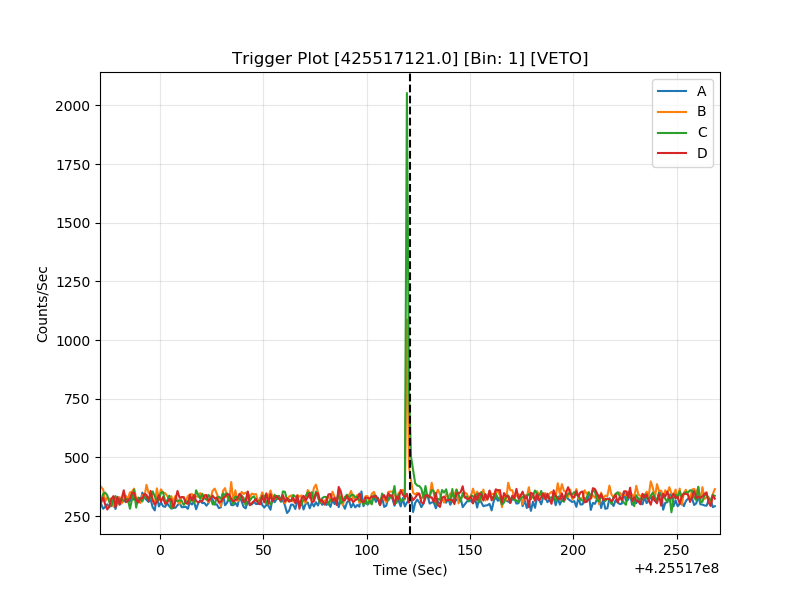 Trigger Plot [425517121.0] [Bin: 1] [VETO]
A
B
C
D
2000
1750
1500
1250
1000
750
500
250
Counts/Sec
0 50 100 150 200 250
Time (Sec)
+4.25517e8